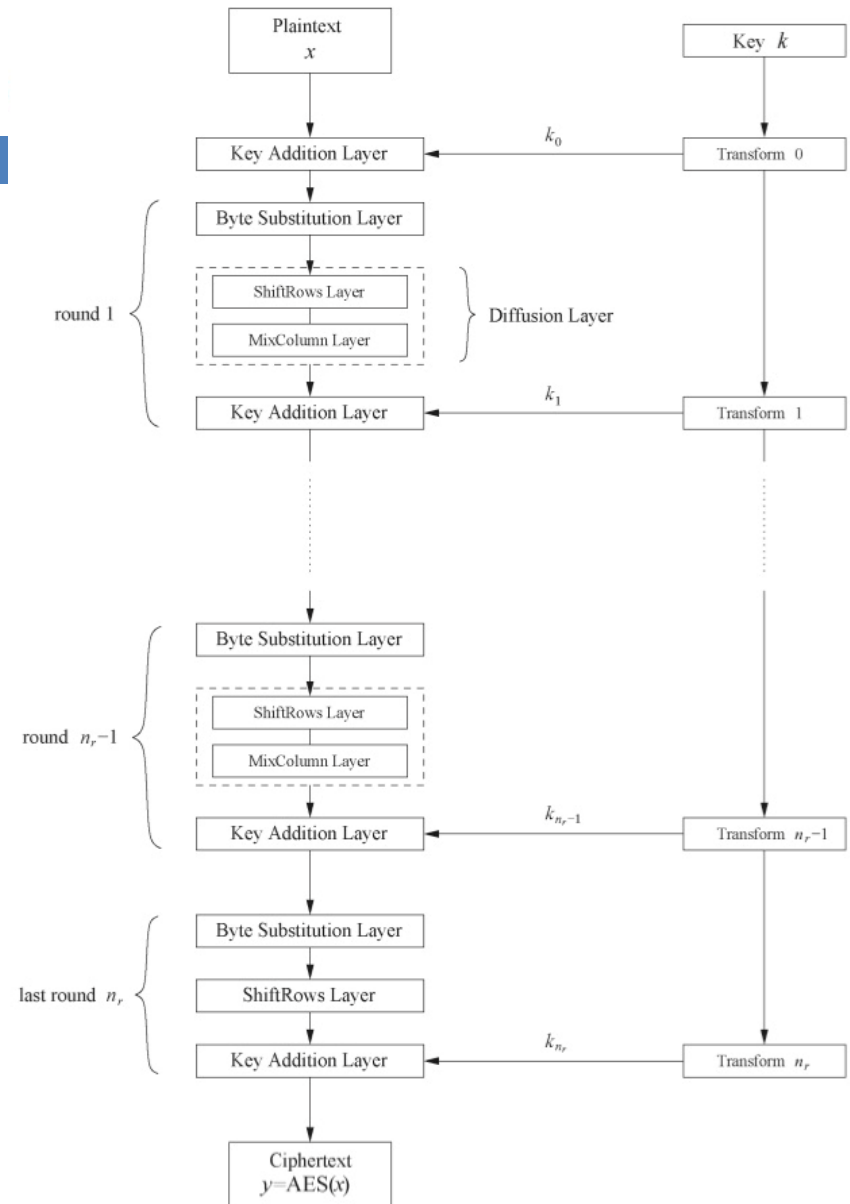 Plaintext
x
Key k
k₀
Key Addition Layer
Transform 0
Byte Substitution Layer
ShiftRows Layer
round 1
Diffusion Layer
MixColumn Layer
k₁
Key Addition Layer
Transform 1
Byte Substitution Layer
ShiftRows Layer
round nᵣ−1
MixColumn Layer
kₙᵣ₋₁
Key Addition Layer
Transform nᵣ−1
Byte Substitution Layer
last round nᵣ
ShiftRows Layer
kₙᵣ
Key Addition Layer
Transform nᵣ
Ciphertext
y=AES(x)